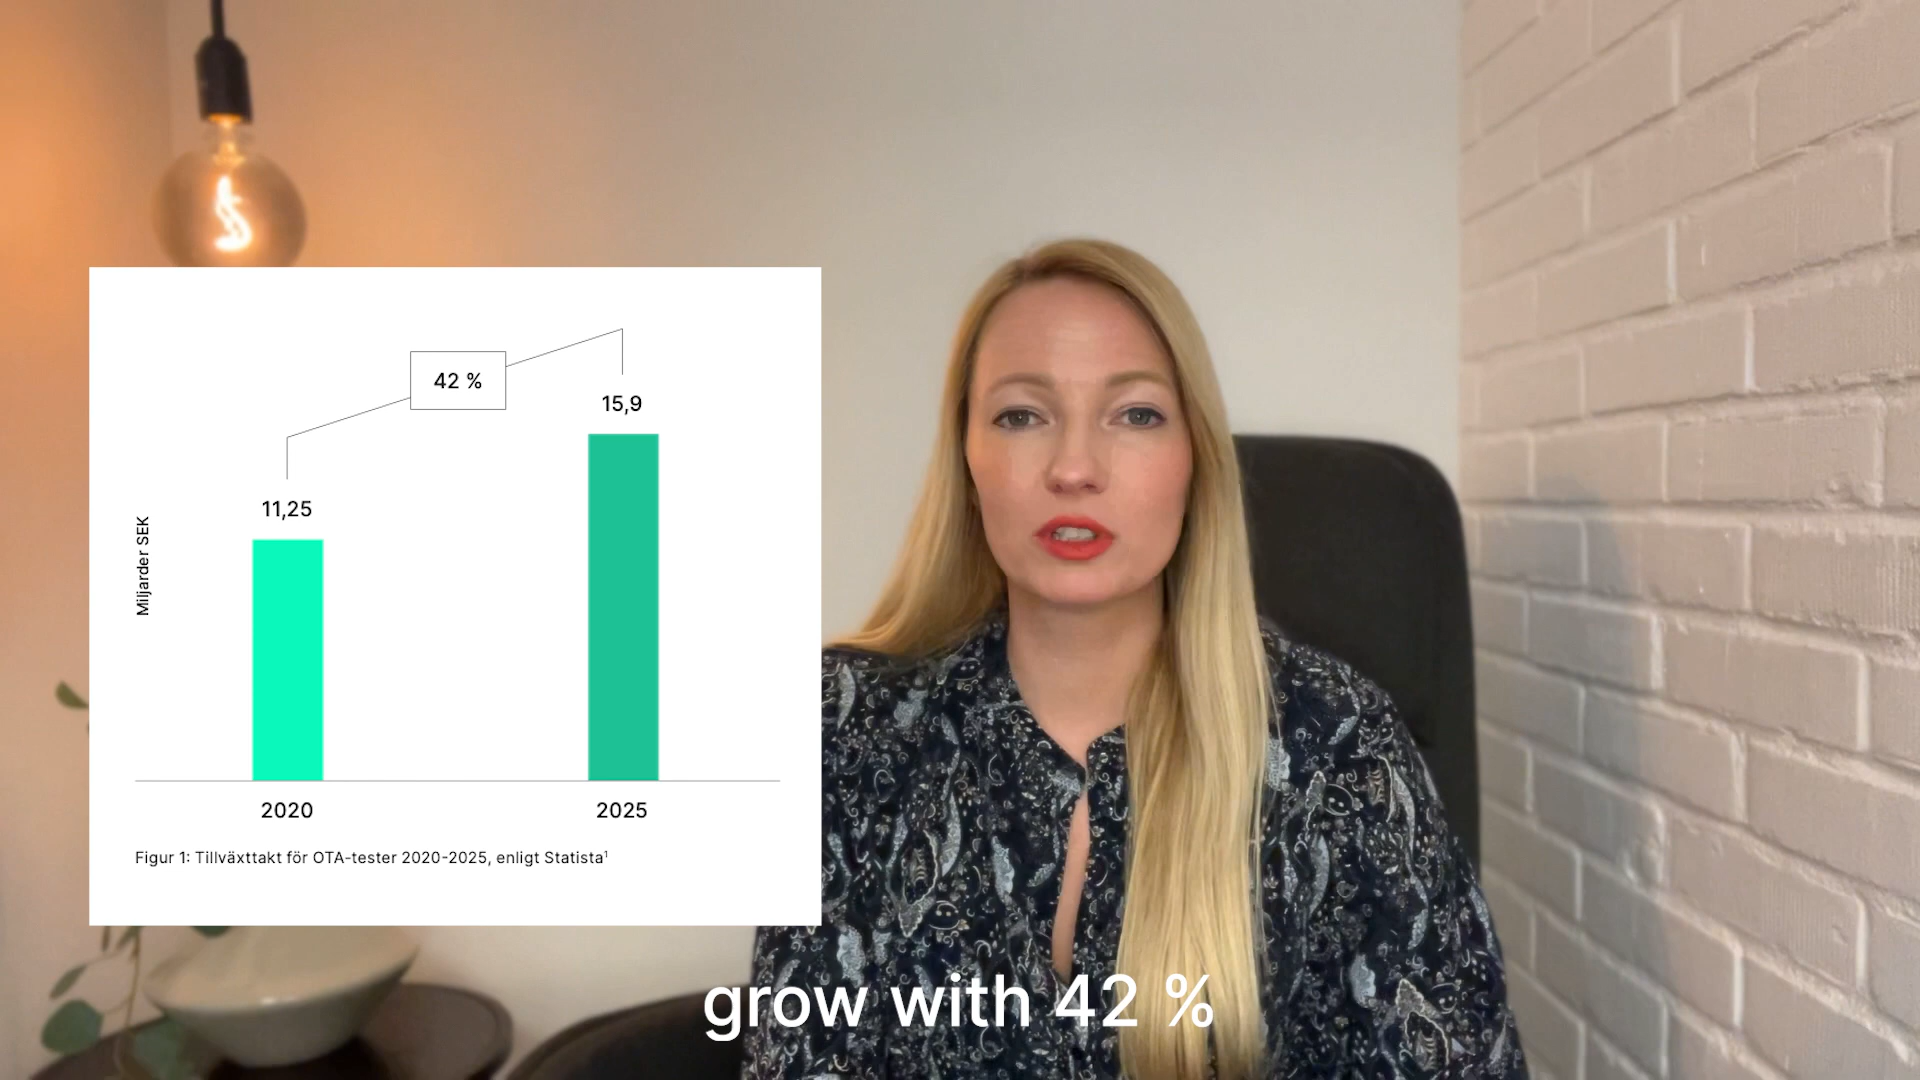 42 %
15,9
11,25
Miljarder SEK
2020
2025
Figur 1: Tillväxttakt för OTA-tester 2020-2025, enligt Statista¹
grow with 42 %